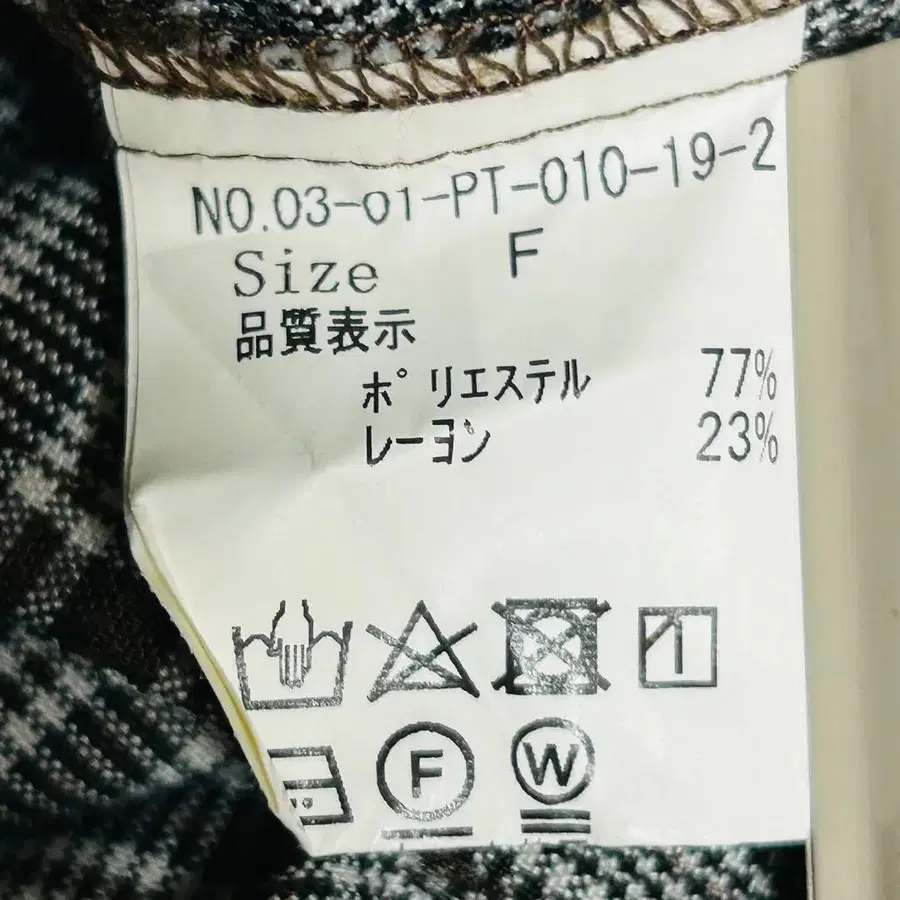 NO.03-01-PT-010-19-2
Size F
品質表示
ポリエステル 77%
レーヨン 23%
F
W